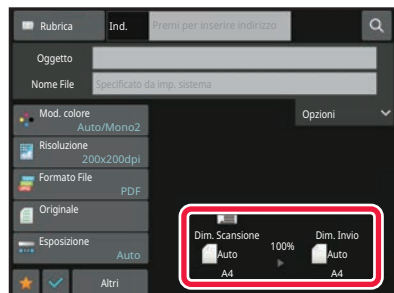 Rubrica
Ind.
Premi per inserire indirizzo
Oggetto
Nome File
Specificato da imp. sistema
Mod. colore
Auto/Mono2
Opzioni
Risoluzione
200x200dpi
Formato File
PDF
Originale
Esposizione
Auto
Dim. Scansione
100%
Dim. Invio
Auto
Auto
A4
A4
Altri